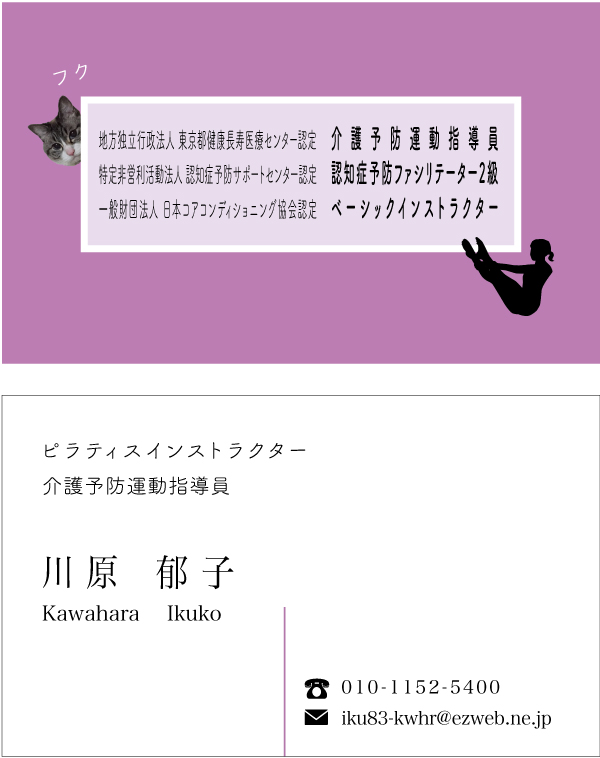 フク
地方独立行政法人 東京都健康長寿医療センター認定 介護予防運動指導員
特定非営利活動法人 認知症予防サポートセンター認定 認知症予防ファシリテーター2級
一般財団法人 日本コアコンディショニング協会認定 ベーシックインストラクター
ピラティスインストラクター
介護予防運動指導員
川原 郁子
Kawahara Ikuko
010-1152-5400
iku83-kwhr@ezweb.ne.jp